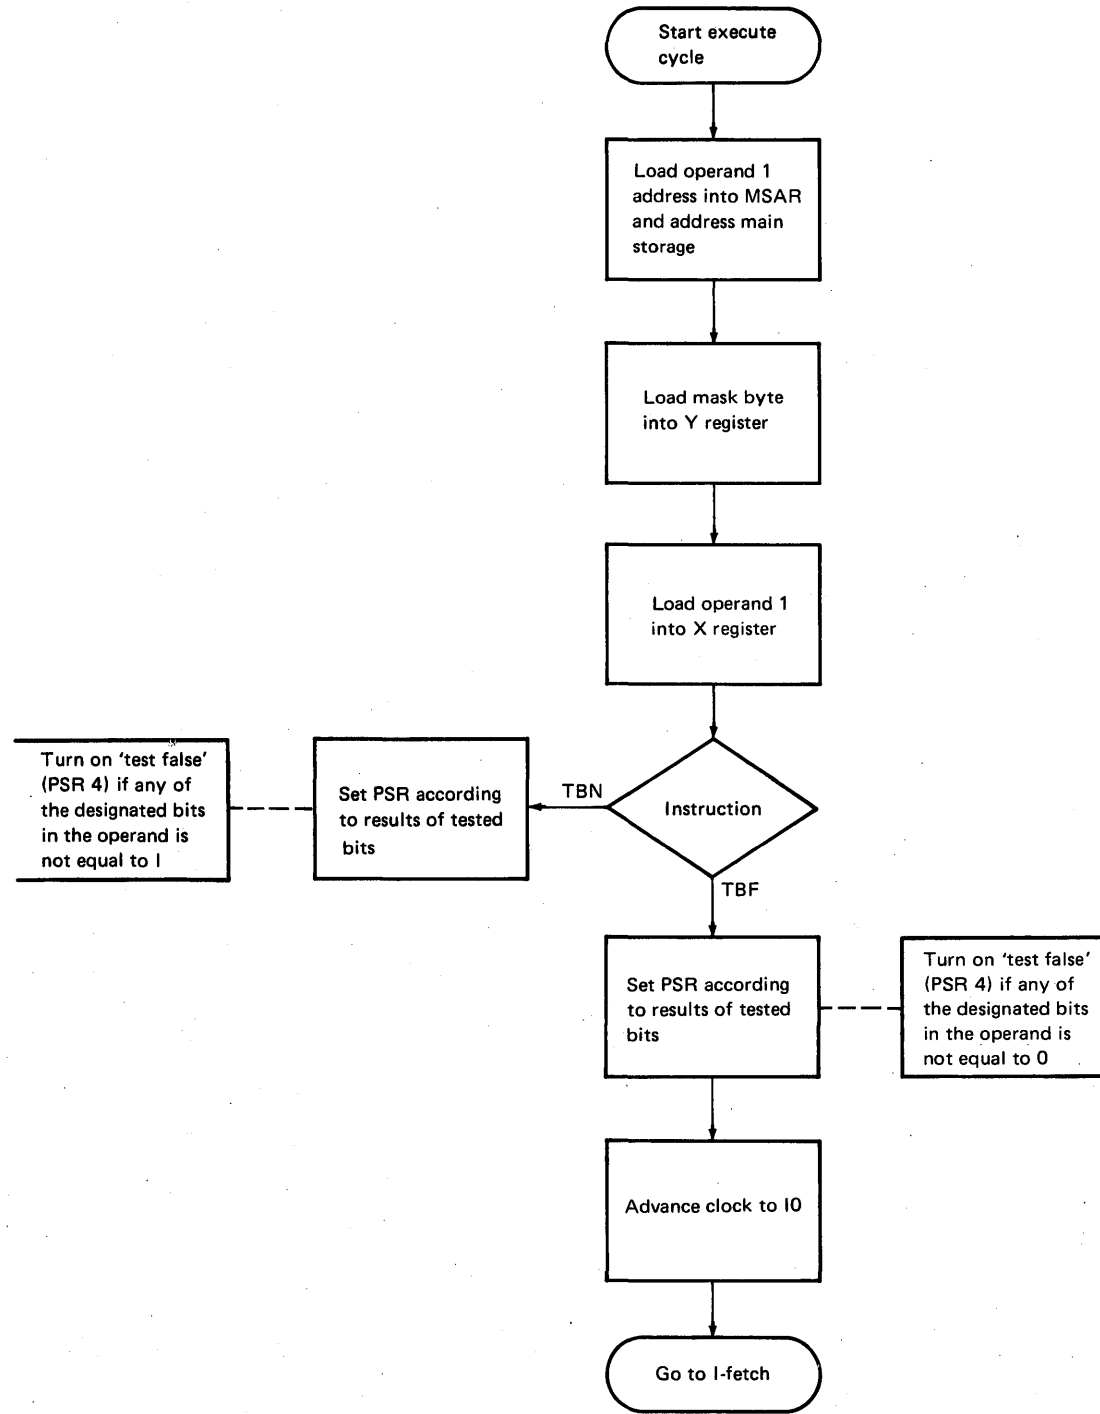 Start execute
cycle
Load operand 1
address into MSAR
and address main
storage
Load mask byte
into Y register
Load operand 1
into X register
Instruction
TBN
Set PSR according
to results of tested
bits
Turn on ‘test false’
(PSR 4) if any of
the designated bits
in the operand is
not equal to I
TBF
Set PSR according
to results of tested
bits
Turn on ‘test false’
(PSR 4) if any of
the designated bits
in the operand is
not equal to 0
Advance clock to I0
Go to I-fetch